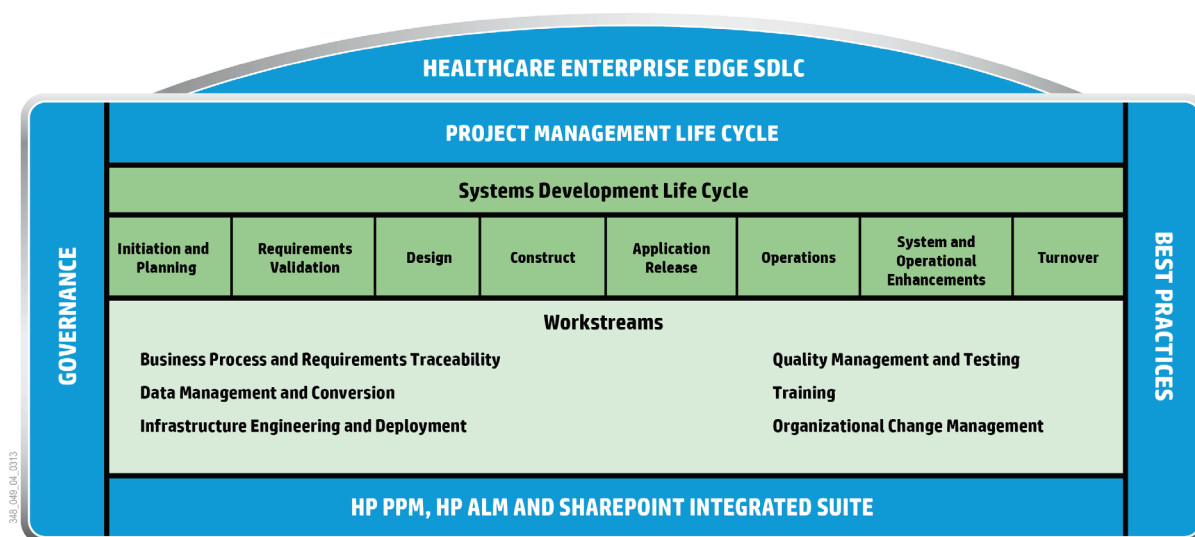 HEALTHCARE ENTERPRISE EDGE SDLC
PROJECT MANAGEMENT LIFE CYCLE
Systems Development Life Cycle
Initiation and
Planning
Requirements
Validation
Design
Construct
Application
Release
Operations
System and
Operational
Enhancements
Turnover
GOVERNANCE
BEST PRACTICES
Workstreams
Business Process and Requirements Traceability
Data Management and Conversion
Infrastructure Engineering and Deployment
Quality Management and Testing
Training
Organizational Change Management
HP PPM, HP ALM AND SHAREPOINT INTEGRATED SUITE
348_049_04_0313